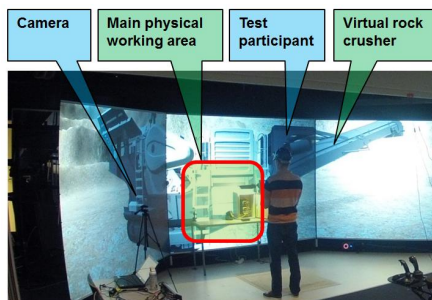 Camera
Main physical
working area
Test
participant
Virtual rock
crusher